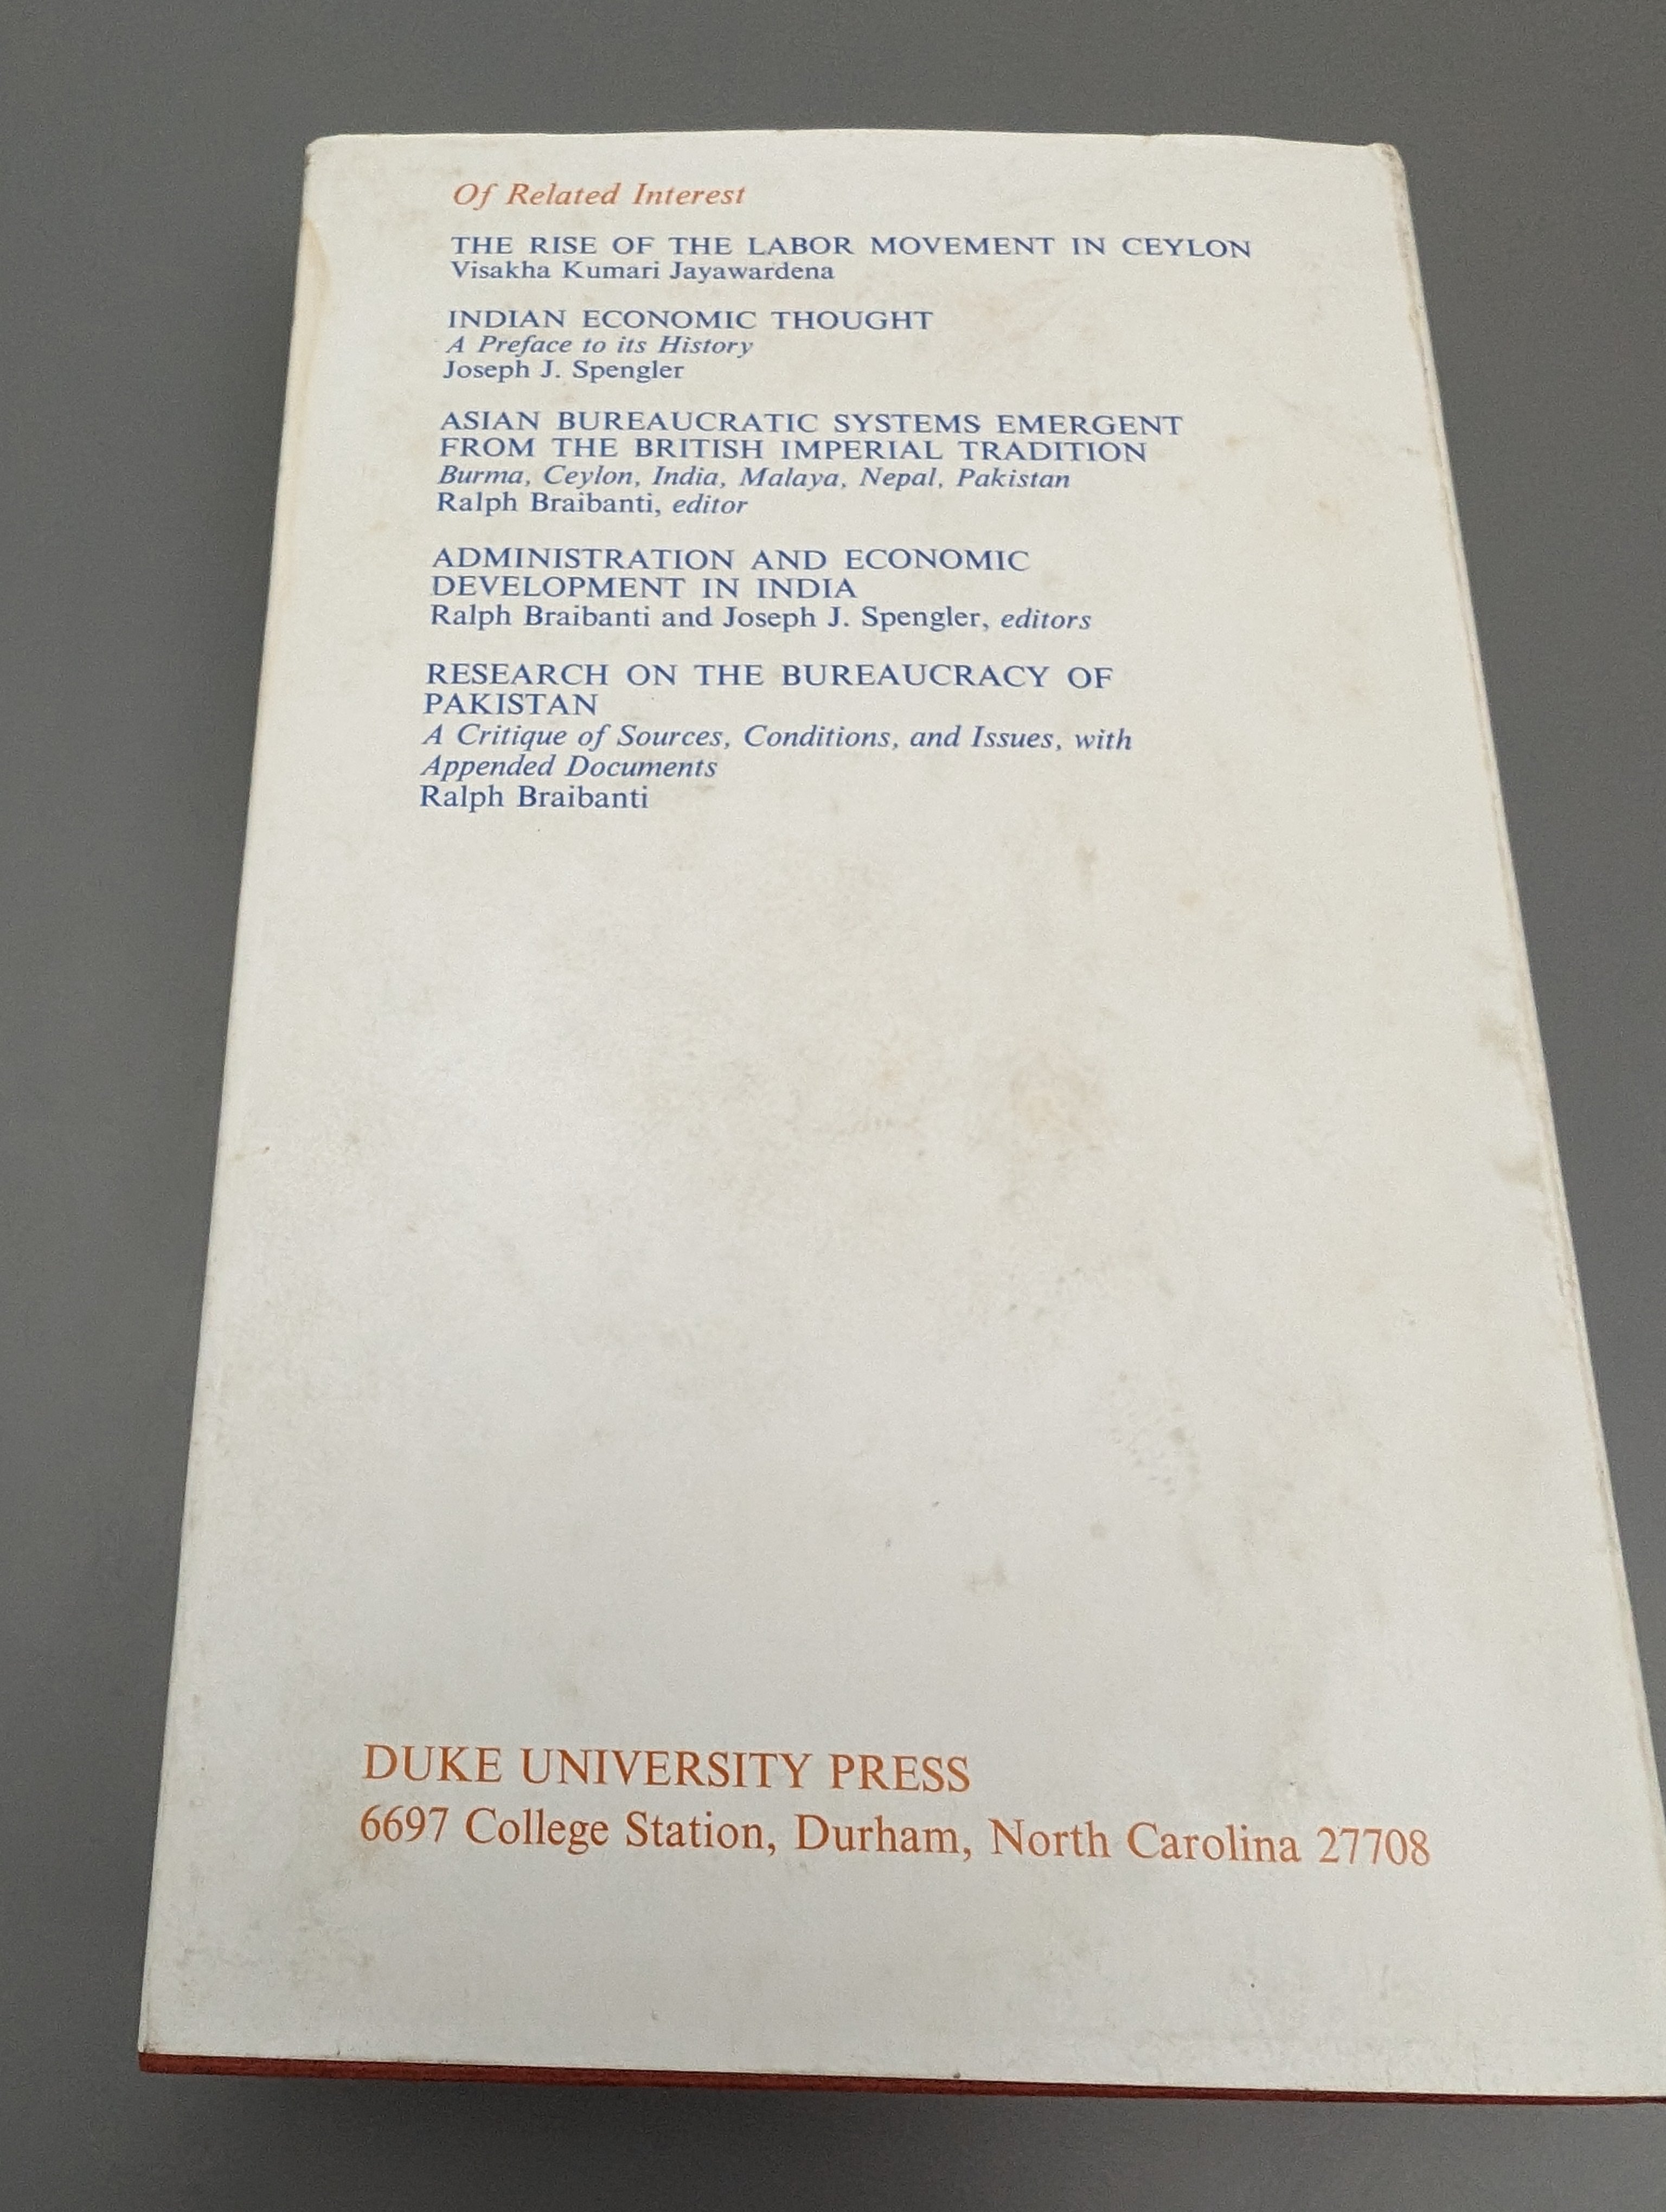 Of Related Interest
THE RISE OF THE LABOR MOVEMENT IN CEYLON
Visakha Kumari Jayawardena
INDIAN ECONOMIC THOUGHT
A Preface to its History
Joseph J. Spengler
ASIAN BUREAUCRATIC SYSTEMS EMERGENT
FROM THE BRITISH IMPERIAL TRADITION
Burma, Ceylon, India, Malaya, Nepal, Pakistan
Ralph Braibanti, editor
ADMINISTRATION AND ECONOMIC
DEVELOPMENT IN INDIA
Ralph Braibanti and Joseph J. Spengler, editors
RESEARCH ON THE BUREAUCRACY OF
PAKISTAN
A Critique of Sources, Conditions, and Issues, with
Appended Documents
Ralph Braibanti
DUKE UNIVERSITY PRESS
6697 College Station, Durham, North Carolina 27708